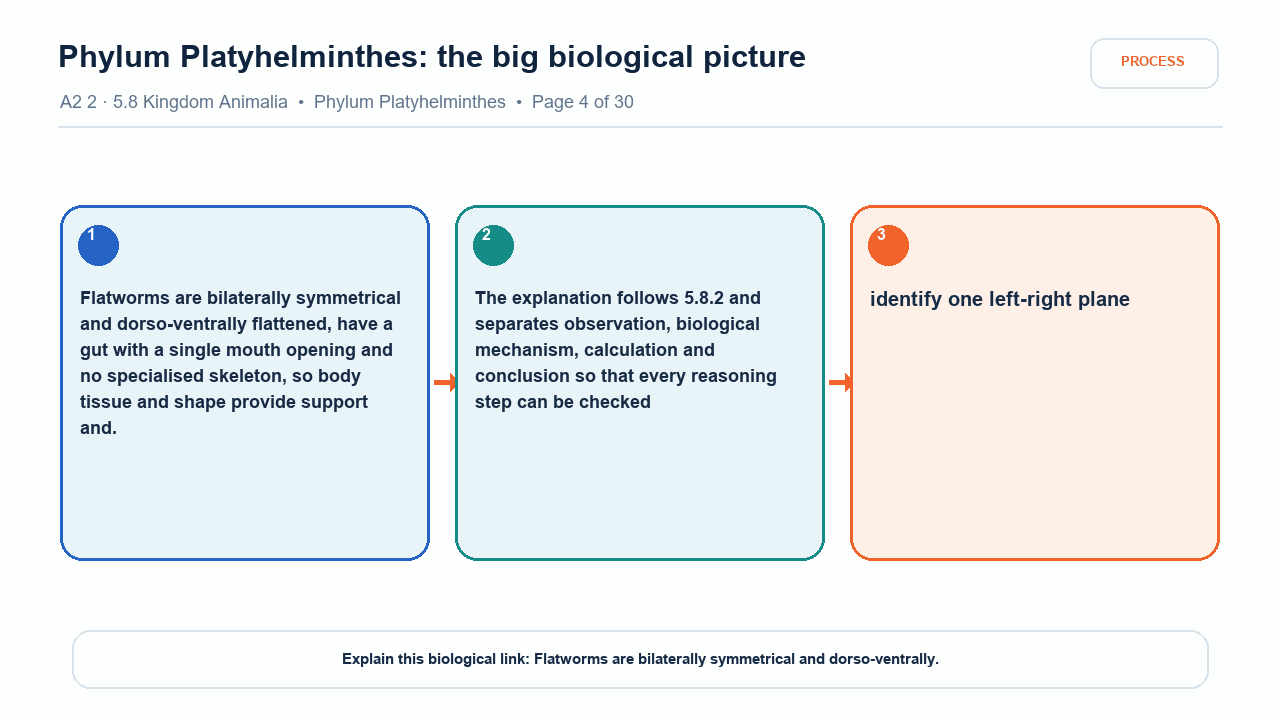 Phylum Platyhelminthes: the big biological picture
PROCESS
A2 2 · 5.8 Kingdom Animalia • Phylum Platyhelminthes • Page 4 of 30
1
Flatworms are bilaterally symmetrical
and dorso-ventrally flattened, have a
gut with a single mouth opening and
no specialised skeleton, so body
tissue and shape provide support
and.
2
The explanation follows 5.8.2 and
separates observation, biological
mechanism, calculation and
conclusion so that every reasoning
step can be checked
3
identify one left-right plane
Explain this biological link: Flatworms are bilaterally symmetrical and dorso-ventrally.